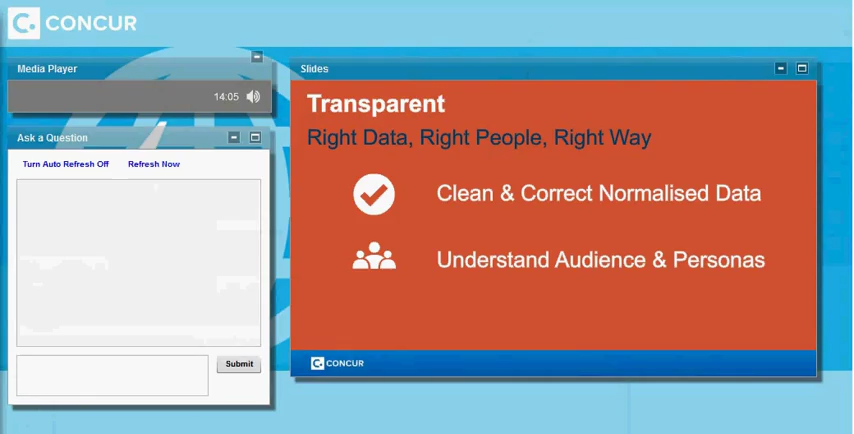 CONCUR
Media Player
14:05
Ask a Question
Turn Auto Refresh Off Refresh Now
Submit
Slides
Transparent
Right Data, Right People, Right Way
Clean & Correct Normalised Data
Understand Audience & Personas
CONCUR